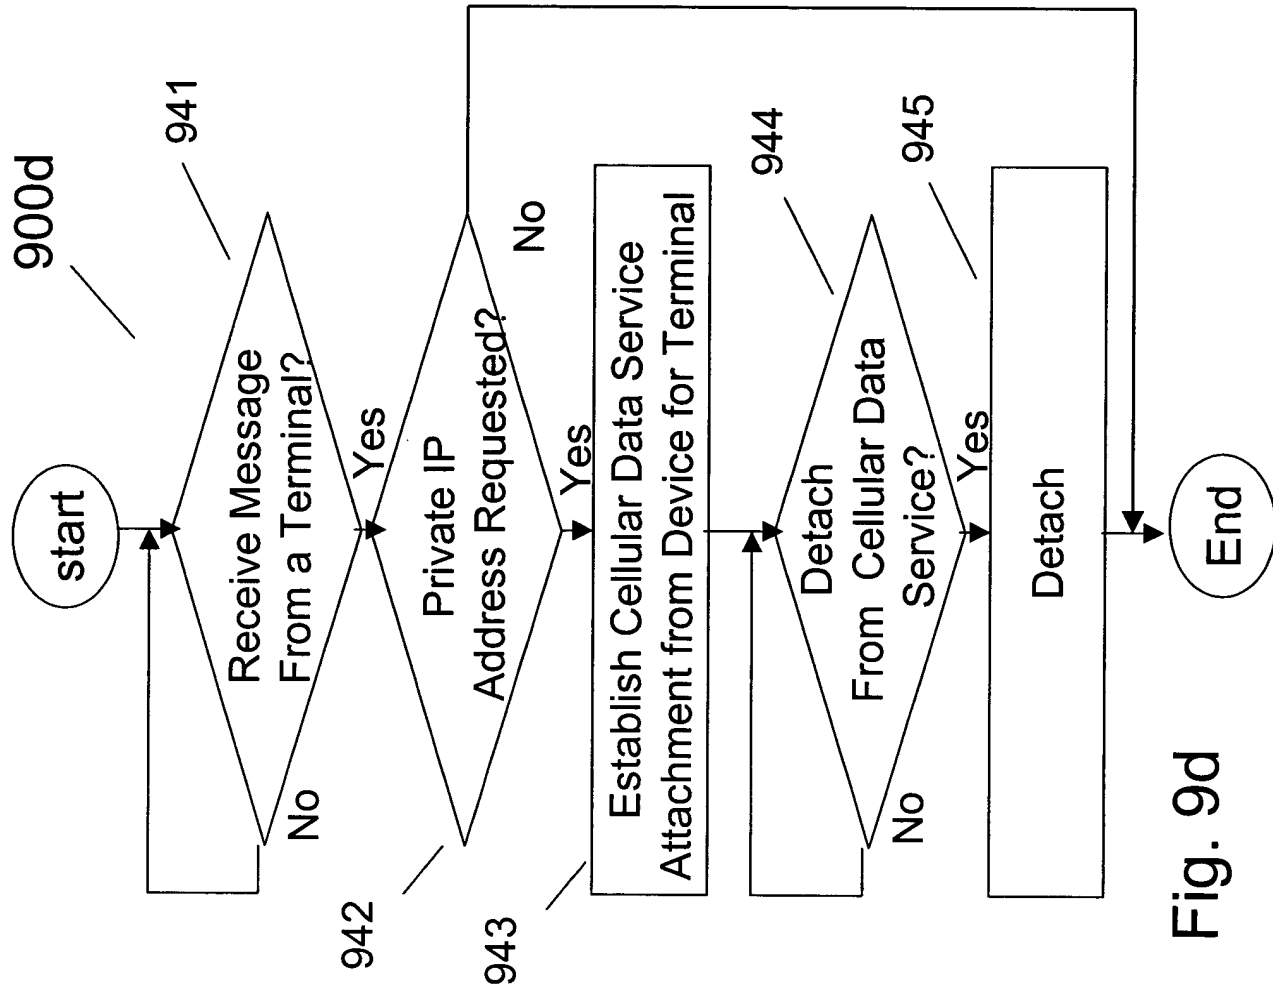 900d
start
941
Receive Message
From a Terminal?
No
Yes
942
Private IP
Address Requested?
No
Yes
943
Establish Cellular Data Service
Attachment from Device for Terminal
944
Detach
From Cellular Data
Service?
No
Yes
945
Detach
End
Fig. 9d